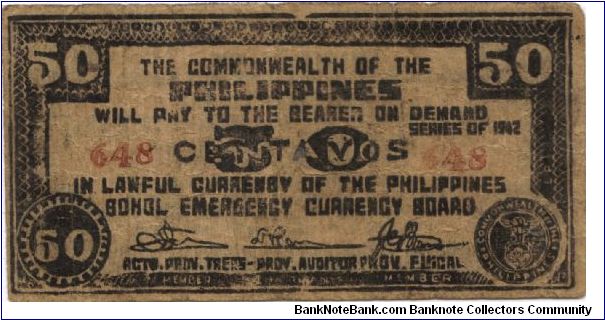 50 50
THE COMMONWEALTH OF THE
PHILIPPINES
WILL PAY TO THE BEARER ON DEMAND
SERIES OF 1942
648 CENTAVOS 648
IN LAWFUL CURRENCY OF THE PHILIPPINES
BOHOL EMERGENCY CURRENCY BOARD
50
ACTG. PROV. TREAS- PROV. AUDITOR PROV. FISCAL
MEMBER MEMBER
BankNoteBank.com Banknote Collectors Community